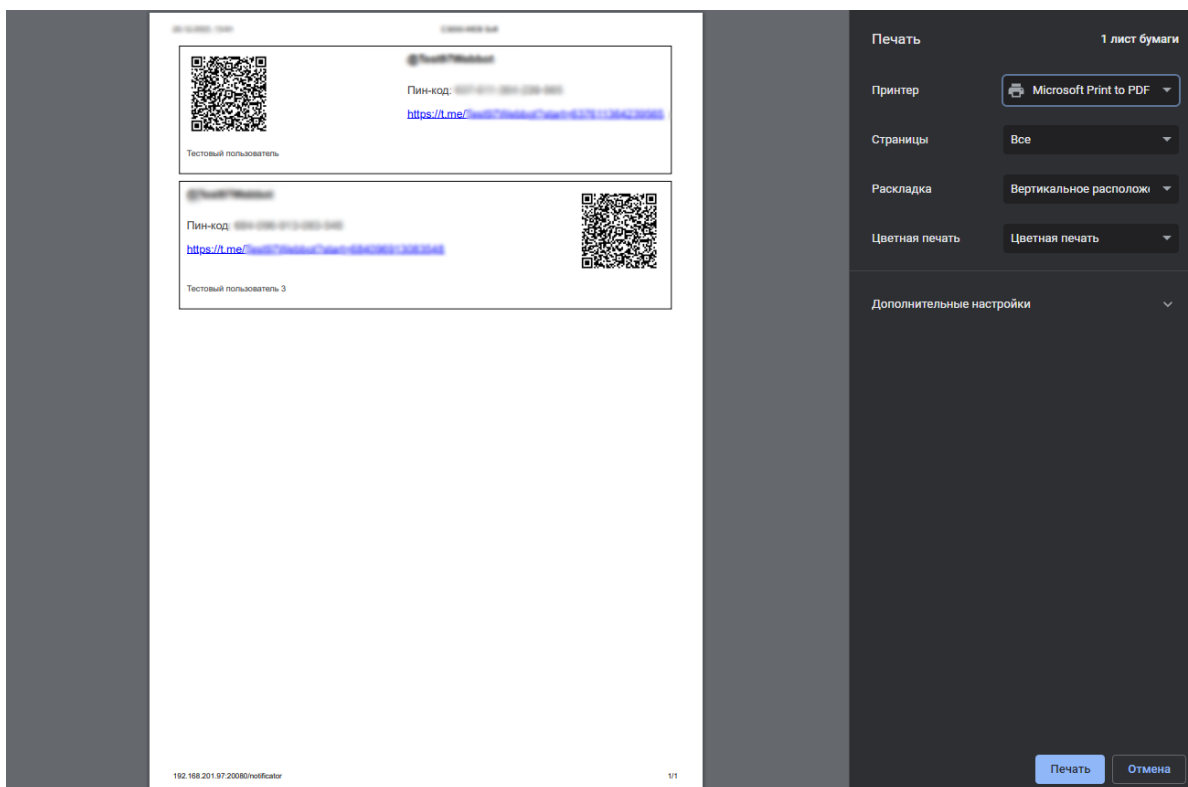 Пин-код:
https://t.me/
Тестовый пользователь
Пин-код:
https://t.me/
Тестовый пользователь 3
192.168.201.97:20080/notificator
1/1
Печать
1 лист бумаги
Принтер
Microsoft Print to PDF
Страницы
Все
Раскладка
Вертикальное располож
Цветная печать
Цветная печать
Дополнительные настройки
Печать
Отмена